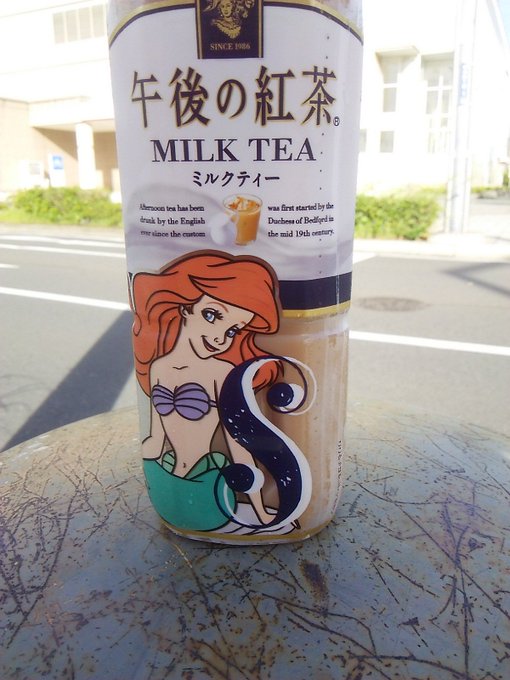 SINCE 1986
午後の紅茶®
MILK TEA
ミルクティー
Afternoon tea has been
drunk by the English
ever since the custom
was first started by the
Duchess of Bedford in
the mid 19th century.
S